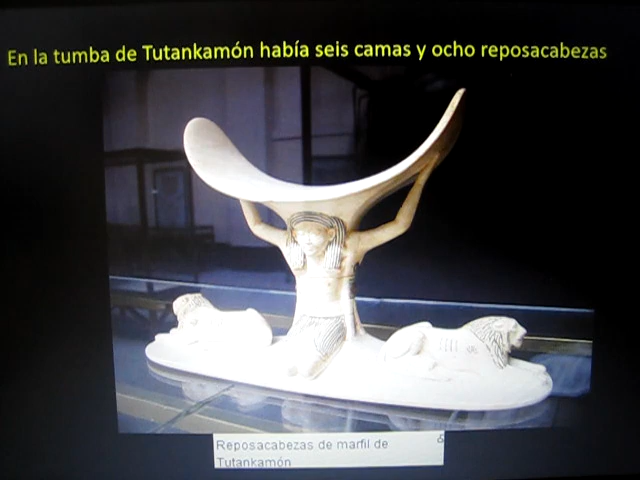 En la tumba de Tutankamón había seis camas y ocho reposacabezas
Reposacabezas de marfil de
Tutankamón